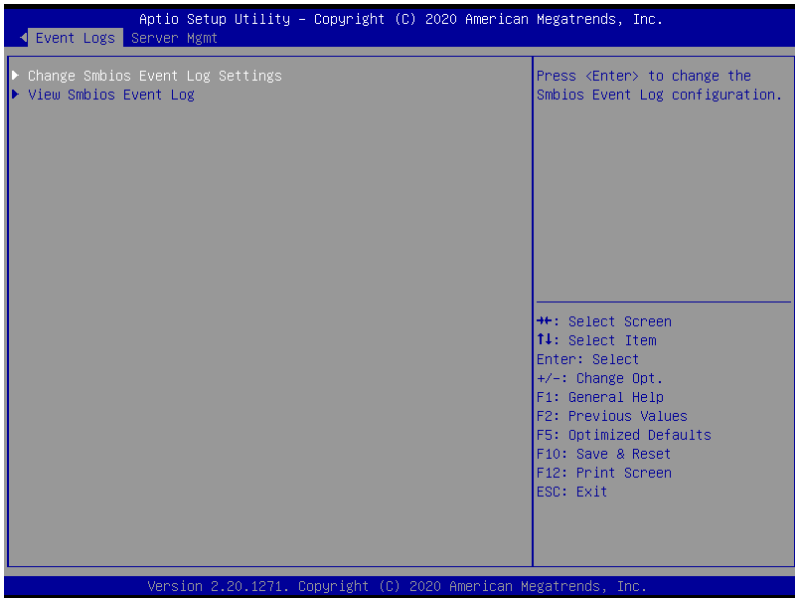 Aptio Setup Utility – Copyright (C) 2020 American Megatrends, Inc.
Event Logs Server Mgmt
Change Smbios Event Log Settings
View Smbios Event Log
Press <Enter> to change the
Smbios Event Log configuration.
→←: Select Screen
↑↓: Select Item
Enter: Select
+/-: Change Opt.
F1: General Help
F2: Previous Values
F5: Optimized Defaults
F10: Save & Reset
F12: Print Screen
ESC: Exit
Version 2.20.1271. Copyright (C) 2020 American Megatrends, Inc.